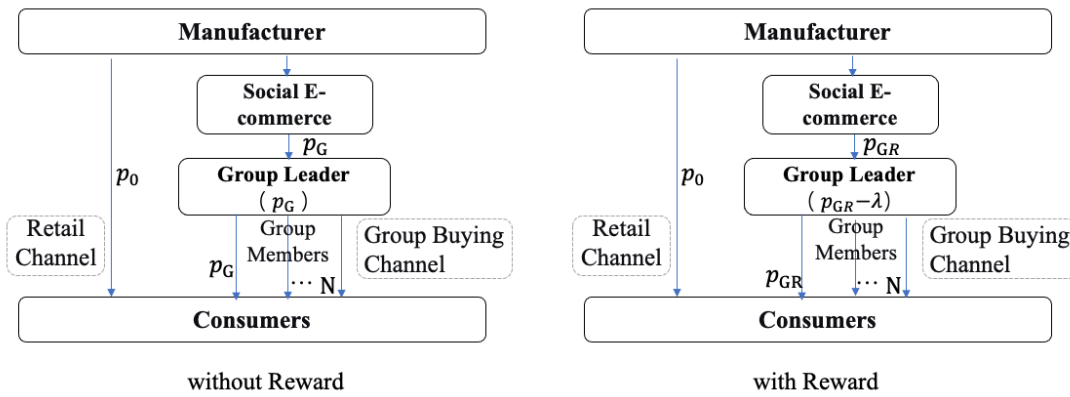 Manufacturer
Social E-
commerce
p_G
Group Leader
( p_G )
p_0
Retail
Channel
Group
Members
Group Buying
Channel
p_G
··· N
Consumers
without Reward
Manufacturer
Social E-
commerce
p_GR
Group Leader
( p_GR−λ)
p_0
Retail
Channel
Group
Members
Group Buying
Channel
p_GR
··· N
Consumers
with Reward